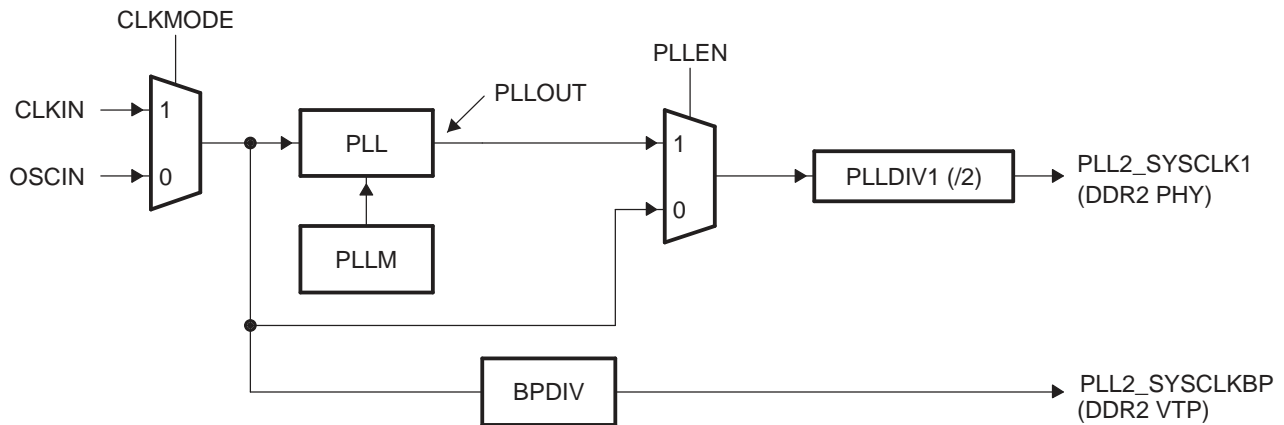 CLKMODE
PLLEN
PLLOUT
CLKIN
1
OSCIN
0
PLL
PLLM
1
0
PLLDIV1 (/2)
PLL2_SYSCLK1
(DDR2 PHY)
BPDIV
PLL2_SYSCLKBP
(DDR2 VTP)